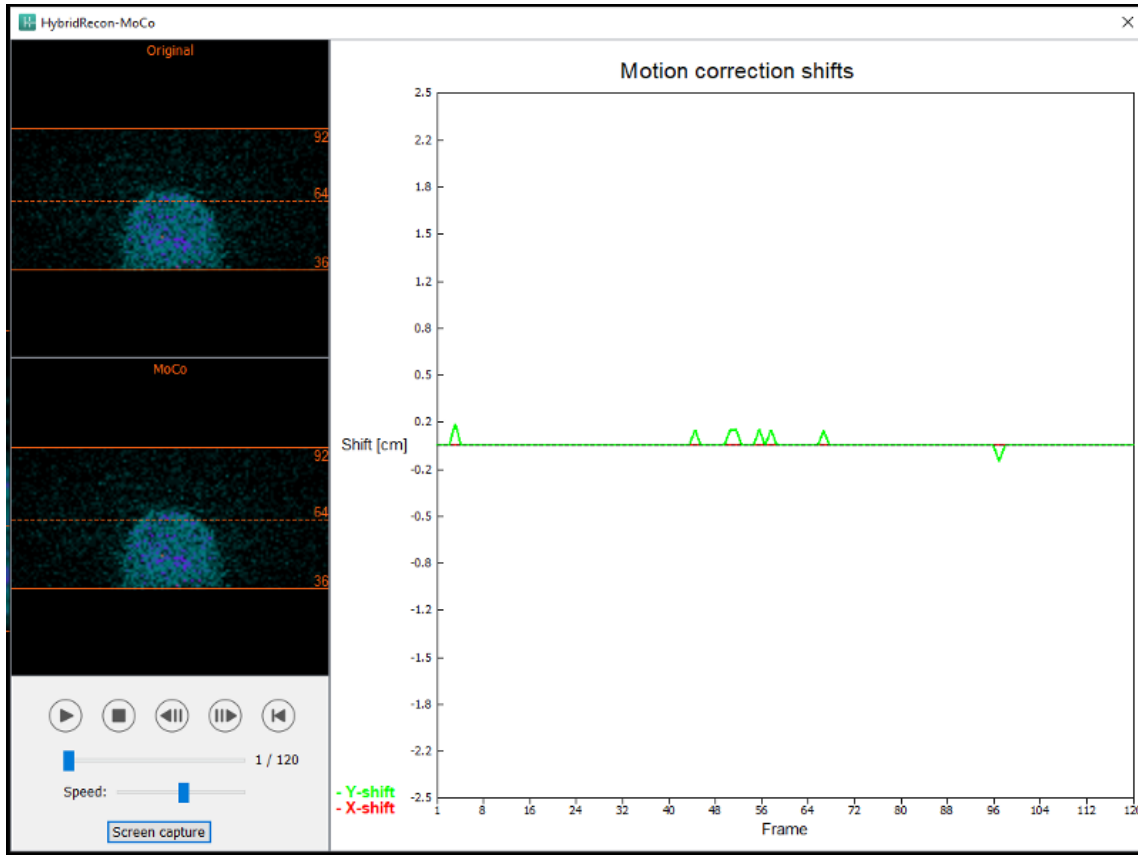 HybridRecon-MoCo
Original
92
64
36
MoCo
92
64
36
1 / 120
Speed:
Screen capture
Motion correction shifts
2.5
2.2
1.8
1.5
1.2
0.8
0.5
0.2
Shift [cm]
-0.2
-0.5
-0.8
-1.2
-1.5
-1.8
-2.2
-2.5
- Y-shift
- X-shift
1 8 16 24 32 40 48 56 64 72 80 88 96 104 112 120
Frame